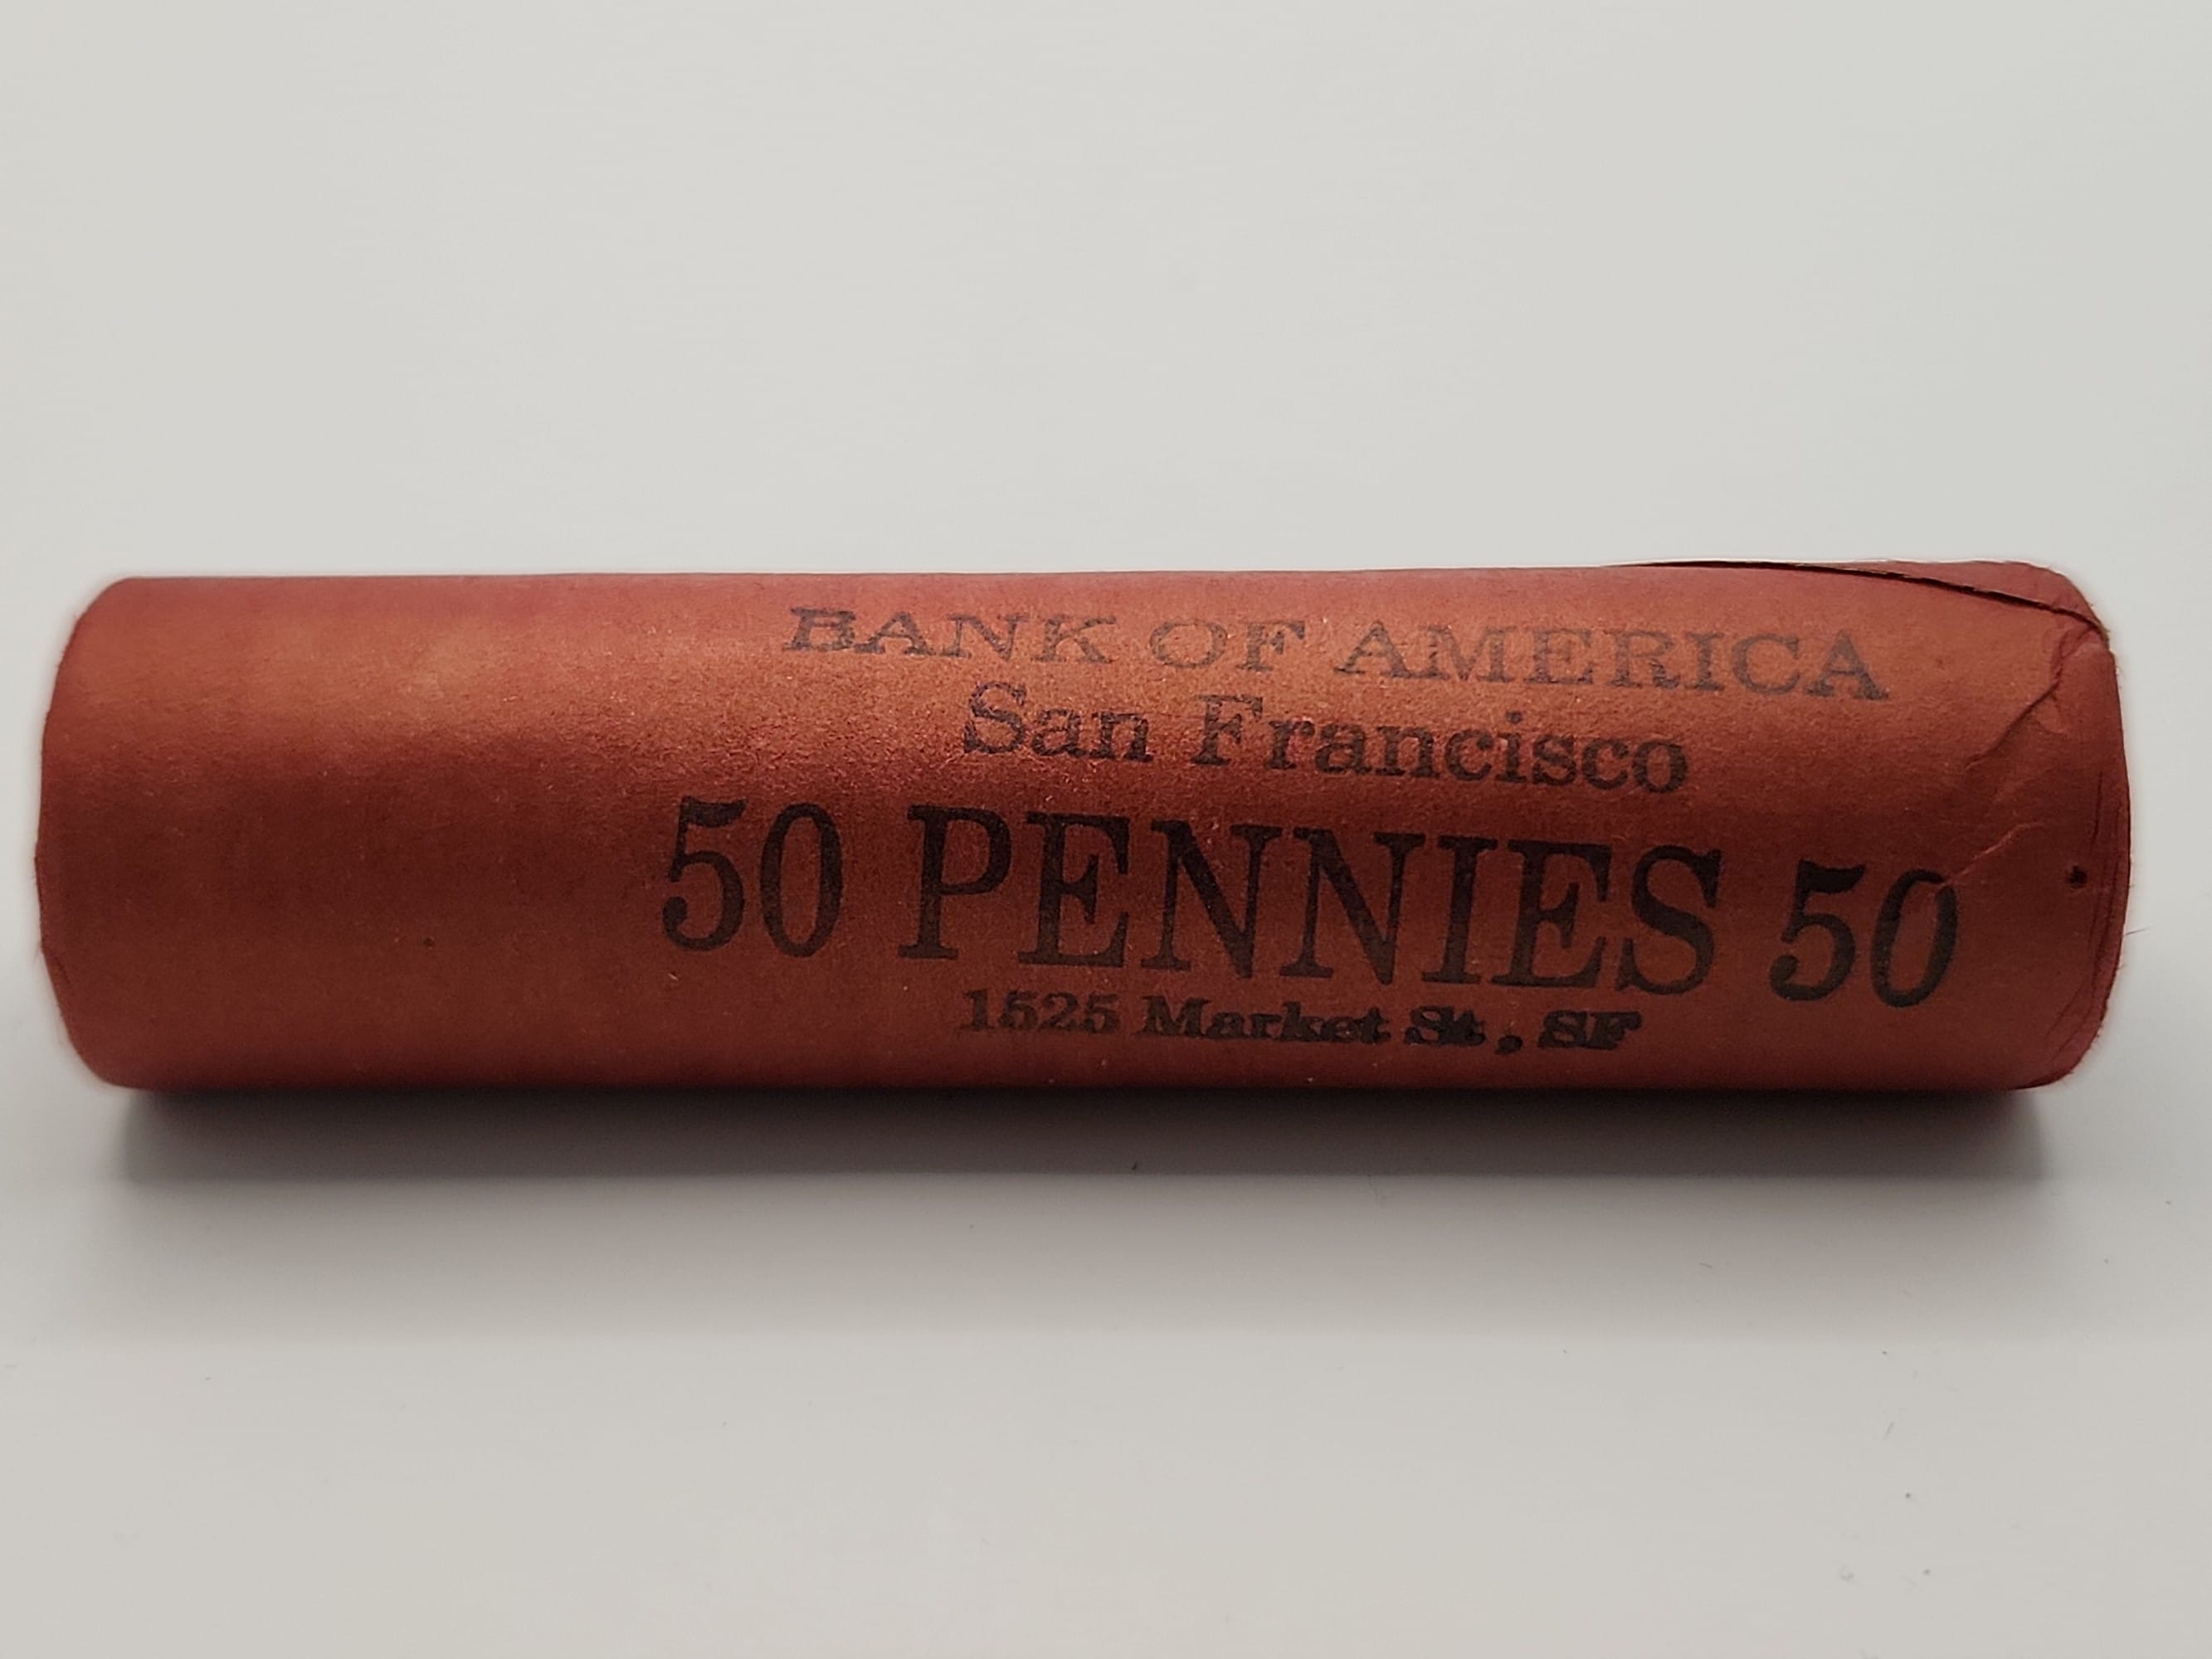 BANK OF AMERICA
San Francisco
50 PENNIES 50
1525 Market St, SF